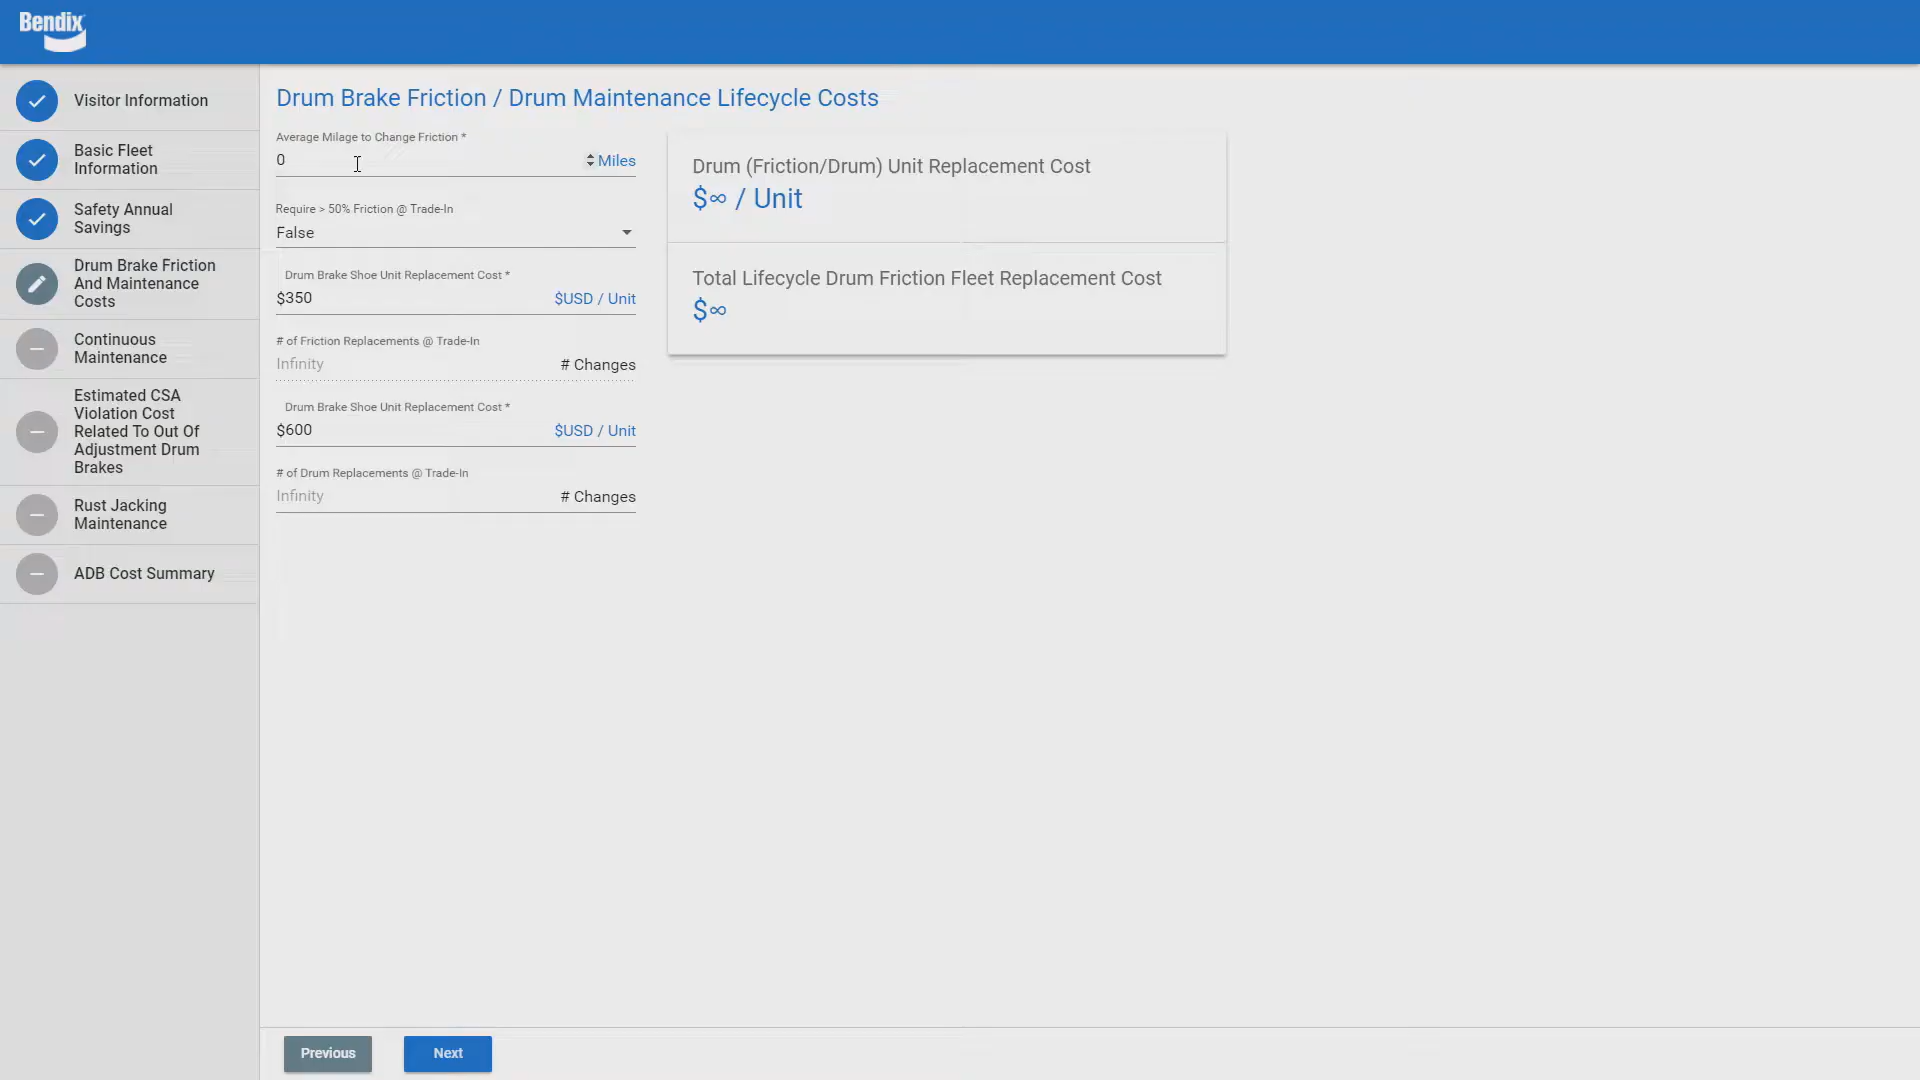 Bendix
Visitor Information
Basic Fleet
Information
Safety Annual
Savings
Drum Brake Friction
And Maintenance
Costs
Continuous
Maintenance
Estimated CSA
Violation Cost
Related To Out Of
Adjustment Drum
Brakes
Rust Jacking
Maintenance
ADB Cost Summary
Drum Brake Friction / Drum Maintenance Lifecycle Costs
Average Milage to Change Friction *
0 Miles
Require > 50% Friction @ Trade-In
False
Drum Brake Shoe Unit Replacement Cost *
$350 $USD / Unit
# of Friction Replacements @ Trade-In
Infinity # Changes
Drum Brake Shoe Unit Replacement Cost *
$600 $USD / Unit
# of Drum Replacements @ Trade-In
Infinity # Changes
Drum (Friction/Drum) Unit Replacement Cost
$∞ / Unit
Total Lifecycle Drum Friction Fleet Replacement Cost
$∞
Previous
Next